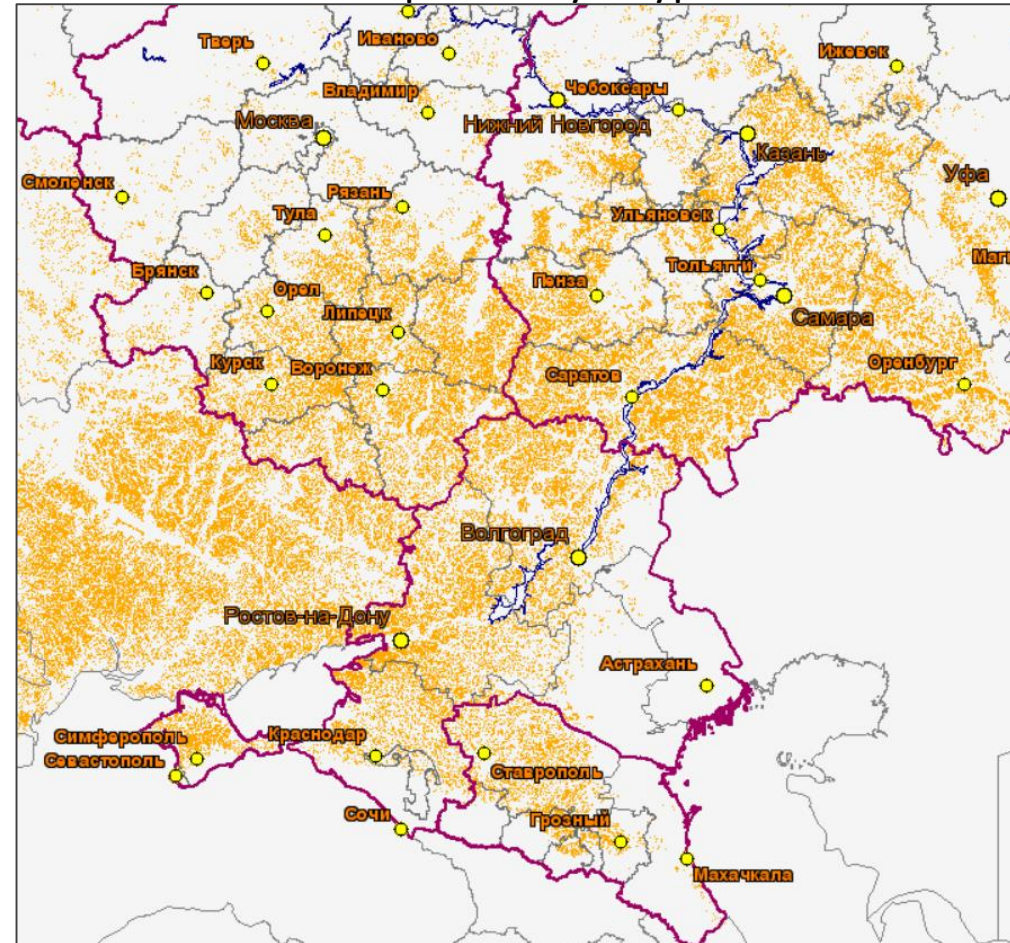 Тверь
Иваново
Ижевск
Владимир
Чебоксары
Москва
Нижний Новгород
Казань
Смоленск
Рязань
Уфа
Тула
Ульяновск
Брянск
Тольятти
Орел
Пенза
Липецк
Самара
Курск
Воронеж
Саратов
Оренбург
Волгоград
Ростов-на-Дону
Астрахань
Симферополь
Краснодар
Севастополь
Ставрополь
Сочи
Грозный
Махачкала